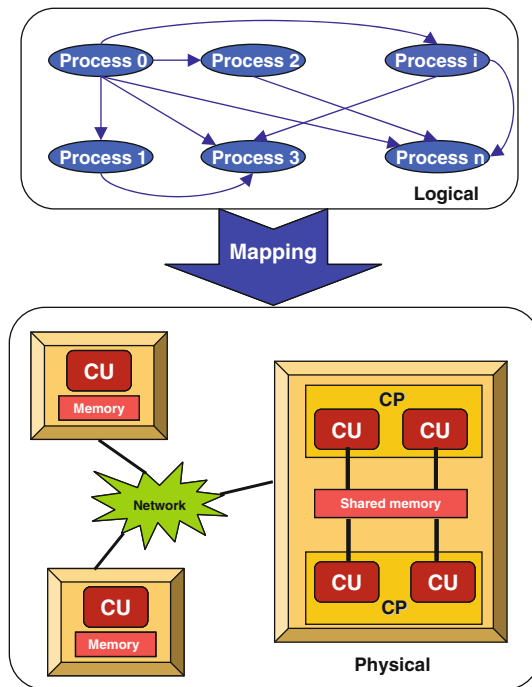 Process 0
Process 2
Process i
Process 1
Process 3
Process n
Logical
Mapping
CU
Memory
CP
CU
CU
Network
Shared memory
CU
CU
CP
CU
Memory
Physical